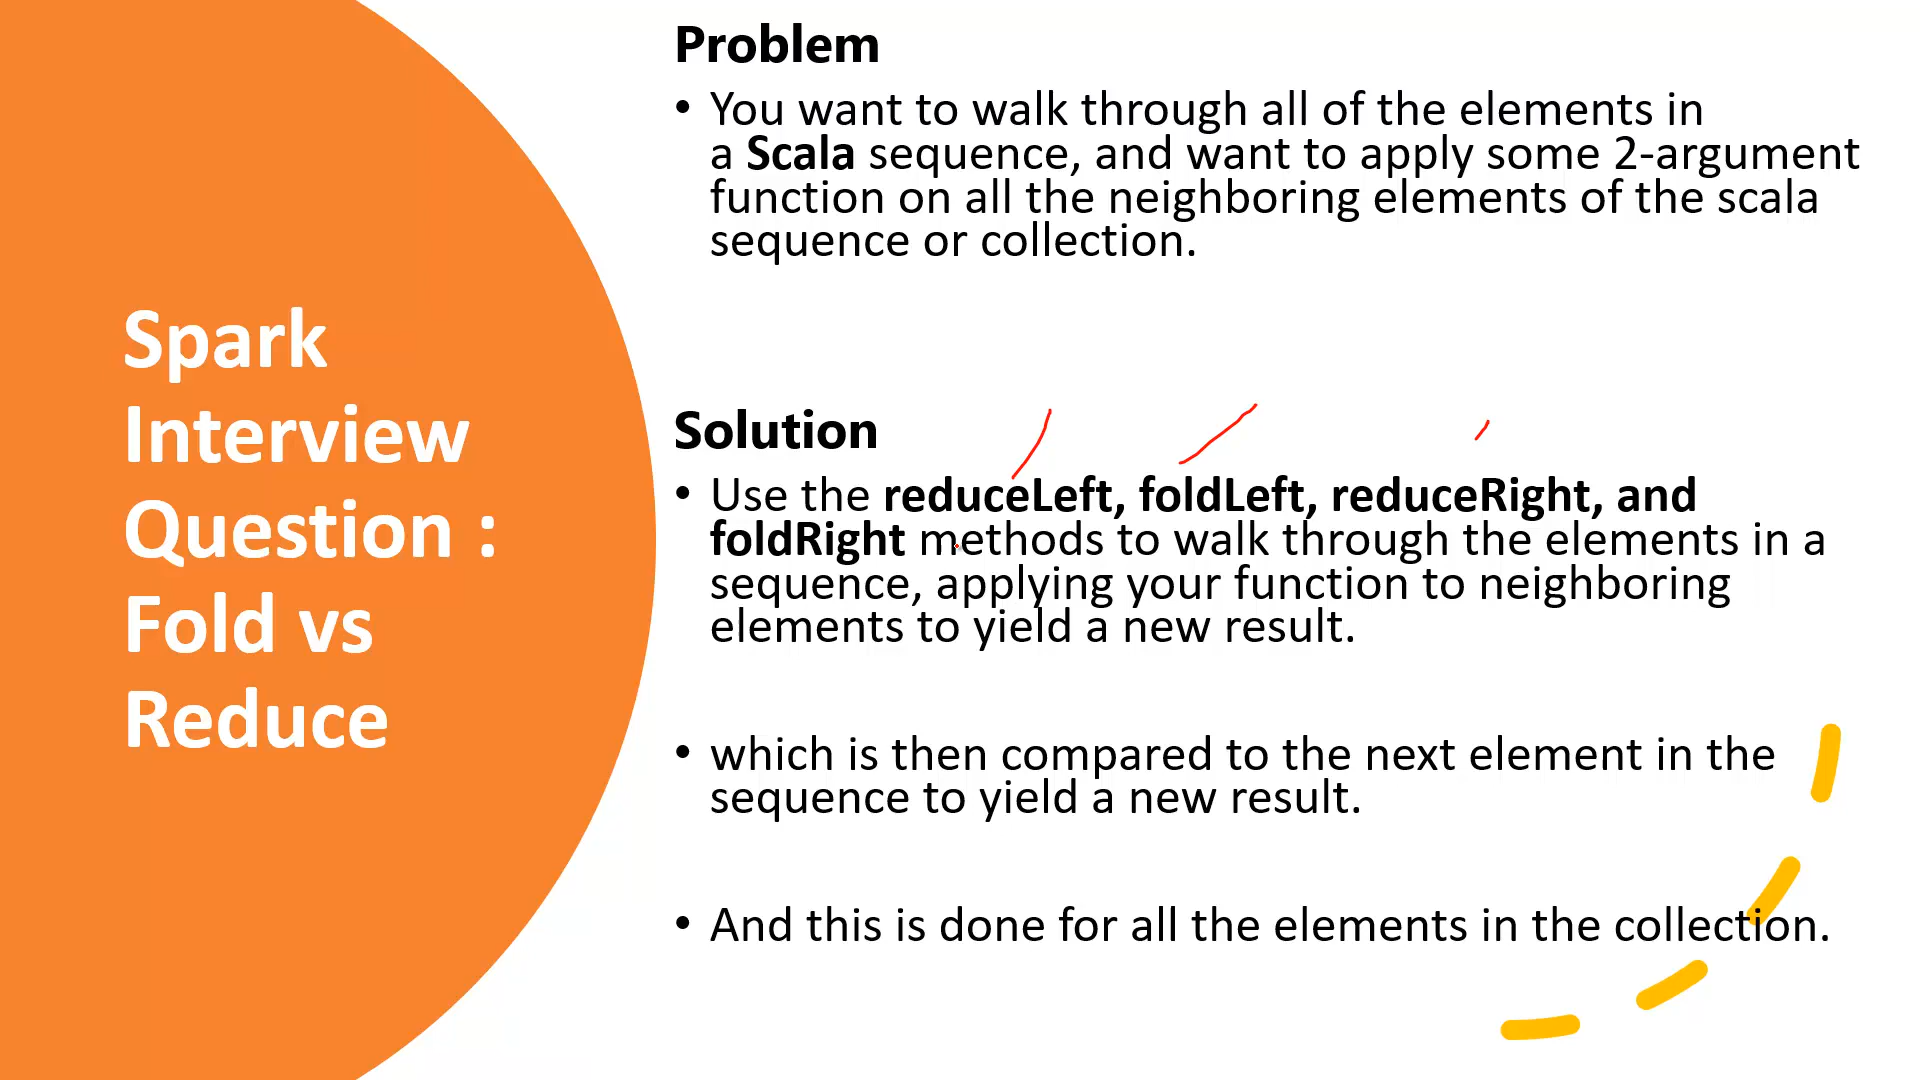 Spark
Interview
Question :
Fold vs
Reduce
Problem
• You want to walk through all of the elements in
a Scala sequence, and want to apply some 2-argument
function on all the neighboring elements of the scala
sequence or collection.
Solution
• Use the reduceLeft, foldLeft, reduceRight, and
foldRight methods to walk through the elements in a
sequence, applying your function to neighboring
elements to yield a new result.
• which is then compared to the next element in the
sequence to yield a new result.
• And this is done for all the elements in the collection.